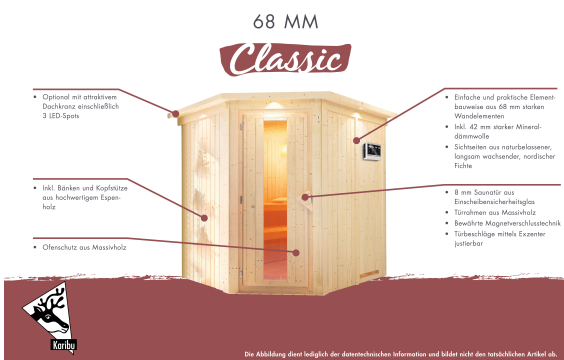 68 MM
Classic
• Optional mit attraktivem
Dachkranz einschließlich
3 LED-Spots
• Inkl. Bänken und Kopfstütze
aus hochwertigem Espen-
holz
• Ofenschutz aus Massivholz
• Einfache und praktische Element-
bauweise aus 68 mm starken
Wandelementen
• Inkl. 42 mm starker Mineral-
dämmwolle
• Sichtseiten aus naturbelassener,
langsam wachsender, nordischer
Fichte
• 8 mm Saunatür aus
Einscheibensicherheitsglas
• Türrahmen aus Massivholz
• Bewährte Magnetverschlusstechnik
• Türbeschläge mittels Exzenter
justierbar
Karibu
Die Abbildung dient lediglich der datentechnischen Information und bildet nicht den tatsächlichen Artikel ab.